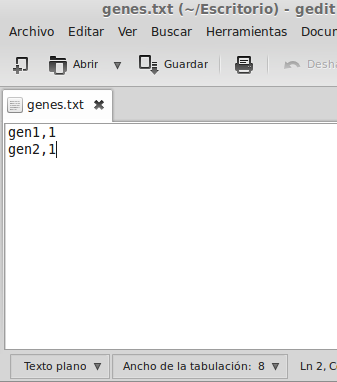 genes.txt (~/Escritorio) - gedit
Archivo Editar Ver Buscar Herramientas Docum
Abrir Guardar Desha
genes.txt
gen1,1
gen2,1
Texto plano Ancho de la tabulación: 8 Ln 2, C